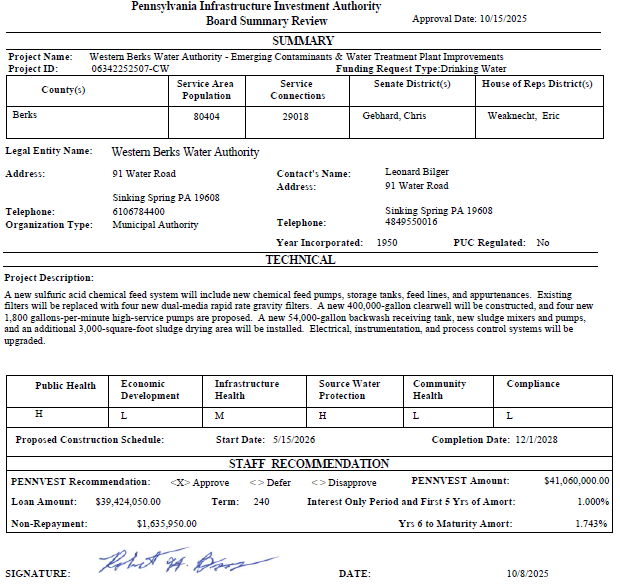 Pennsylvania Infrastructure Investment Authority
Board Summary Review
Approval Date: 10/15/2025
SUMMARY
Project Name: Western Berks Water Authority - Emerging Contaminants & Water Treatment Plant Improvements
Project ID: 06342252507-CW Funding Request Type:Drinking Water
County(s) Service Area Population Service Connections Senate District(s) House of Reps District(s)
Berks 80404 29018 Gebhard, Chris Weaknecht, Eric
Legal Entity Name: Western Berks Water Authority
Address: 91 Water Road
Sinking Spring PA 19608
Telephone: 6106784400
Organization Type: Municipal Authority
Contact's Name: Leonard Bilger
Address: 91 Water Road
Sinking Spring PA 19608
Telephone: 4849550016
Year Incorporated: 1950 PUC Regulated: No
TECHNICAL
Project Description:
A new sulfuric acid chemical feed system will include new chemical feed pumps, storage tanks, feed lines, and appurtenances. Existing
filters will be replaced with four new dual-media rapid rate gravity filters. A new 400,000-gallon clearwell will be constructed, and four new
1,800 gallons-per-minute high-service pumps are proposed. A new 54,000-gallon backwash receiving tank, new sludge mixers and pumps,
and an additional 3,000-square-foot sludge drying area will be installed. Electrical, instrumentation, and process control systems will be
upgraded.
Public Health Economic Development Infrastructure Health Source Water Protection Community Health Compliance
H L M H L L
Proposed Construction Schedule: Start Date: 5/15/2026 Completion Date: 12/1/2028
STAFF RECOMMENDATION
PENNVEST Recommendation: <X> Approve < > Defer < > Disapprove PENNVEST Amount: $41,060,000.00
Loan Amount: $39,424,050.00 Term: 240 Interest Only Period and First 5 Yrs of Amort: 1.000%
Non-Repayment: $1,635,950.00 Yrs 6 to Maturity Amort: 1.743%
SIGNATURE: DATE: 10/8/2025